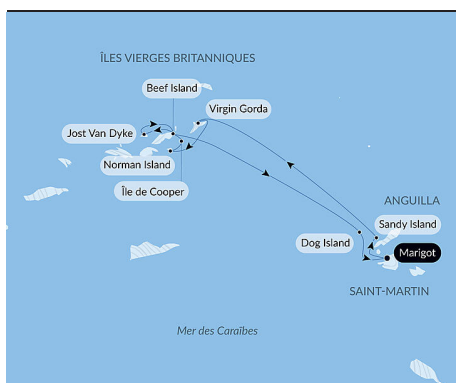 ÎLES VIERGES BRITANNIQUES
Beef Island
Virgin Gorda
Jost Van Dyke
Norman Island
Île de Cooper
ANGUILLA
Sandy Island
Dog Island
Marigot
SAINT-MARTIN
Mer des Caraïbes